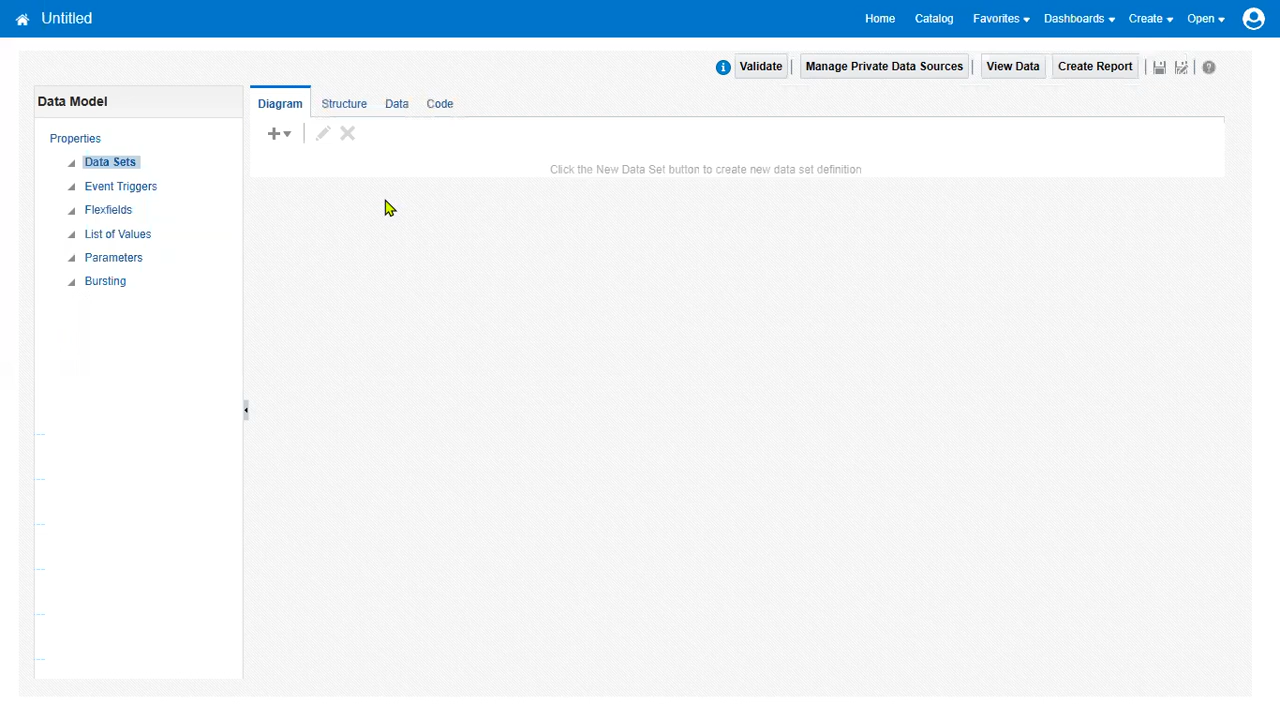 Untitled
Home Catalog Favorites Dashboards Create Open
Validate Manage Private Data Sources View Data Create Report
Data Model
Diagram Structure Data Code
Properties
Data Sets
Event Triggers
Flexfields
List of Values
Parameters
Bursting
Click the New Data Set button to create new data set definition